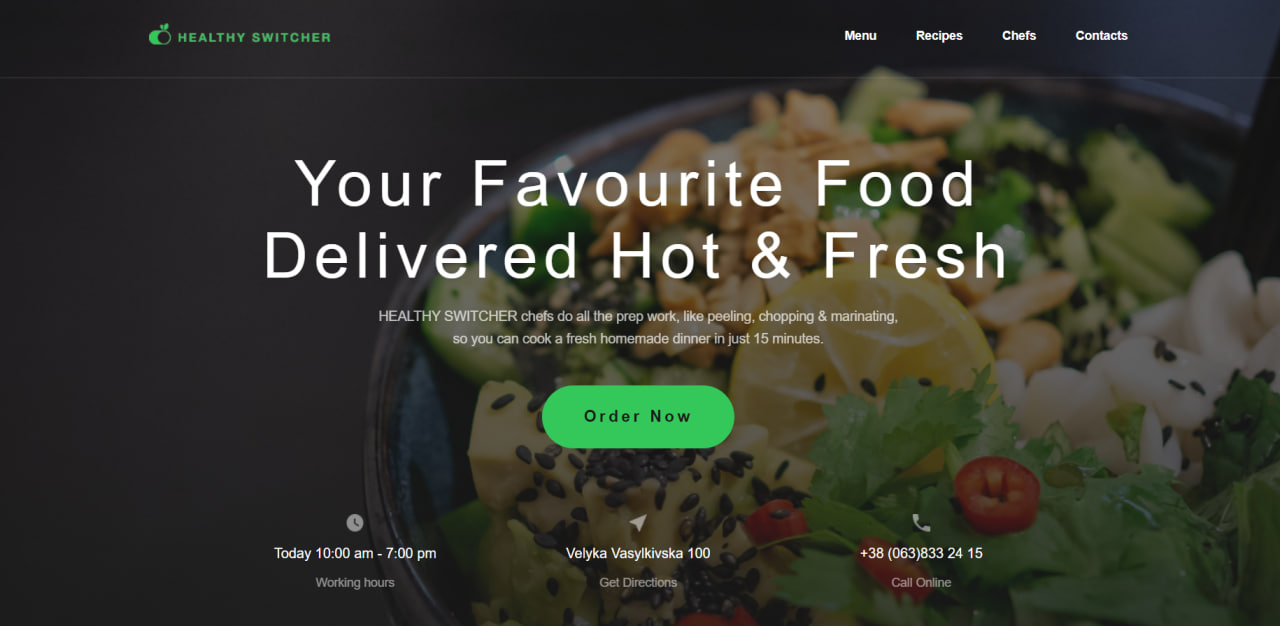 HEALTHY SWITCHER
Menu
Recipes
Chefs
Contacts
Your Favourite Food
Delivered Hot & Fresh
HEALTHY SWITCHER chefs do all the prep work, like peeling, chopping & marinating,
so you can cook a fresh homemade dinner in just 15 minutes.
Order Now
Today 10:00 am - 7:00 pm
Working hours
Velyka Vasylkivska 100
Get Directions
+38 (063)833 24 15
Call Online